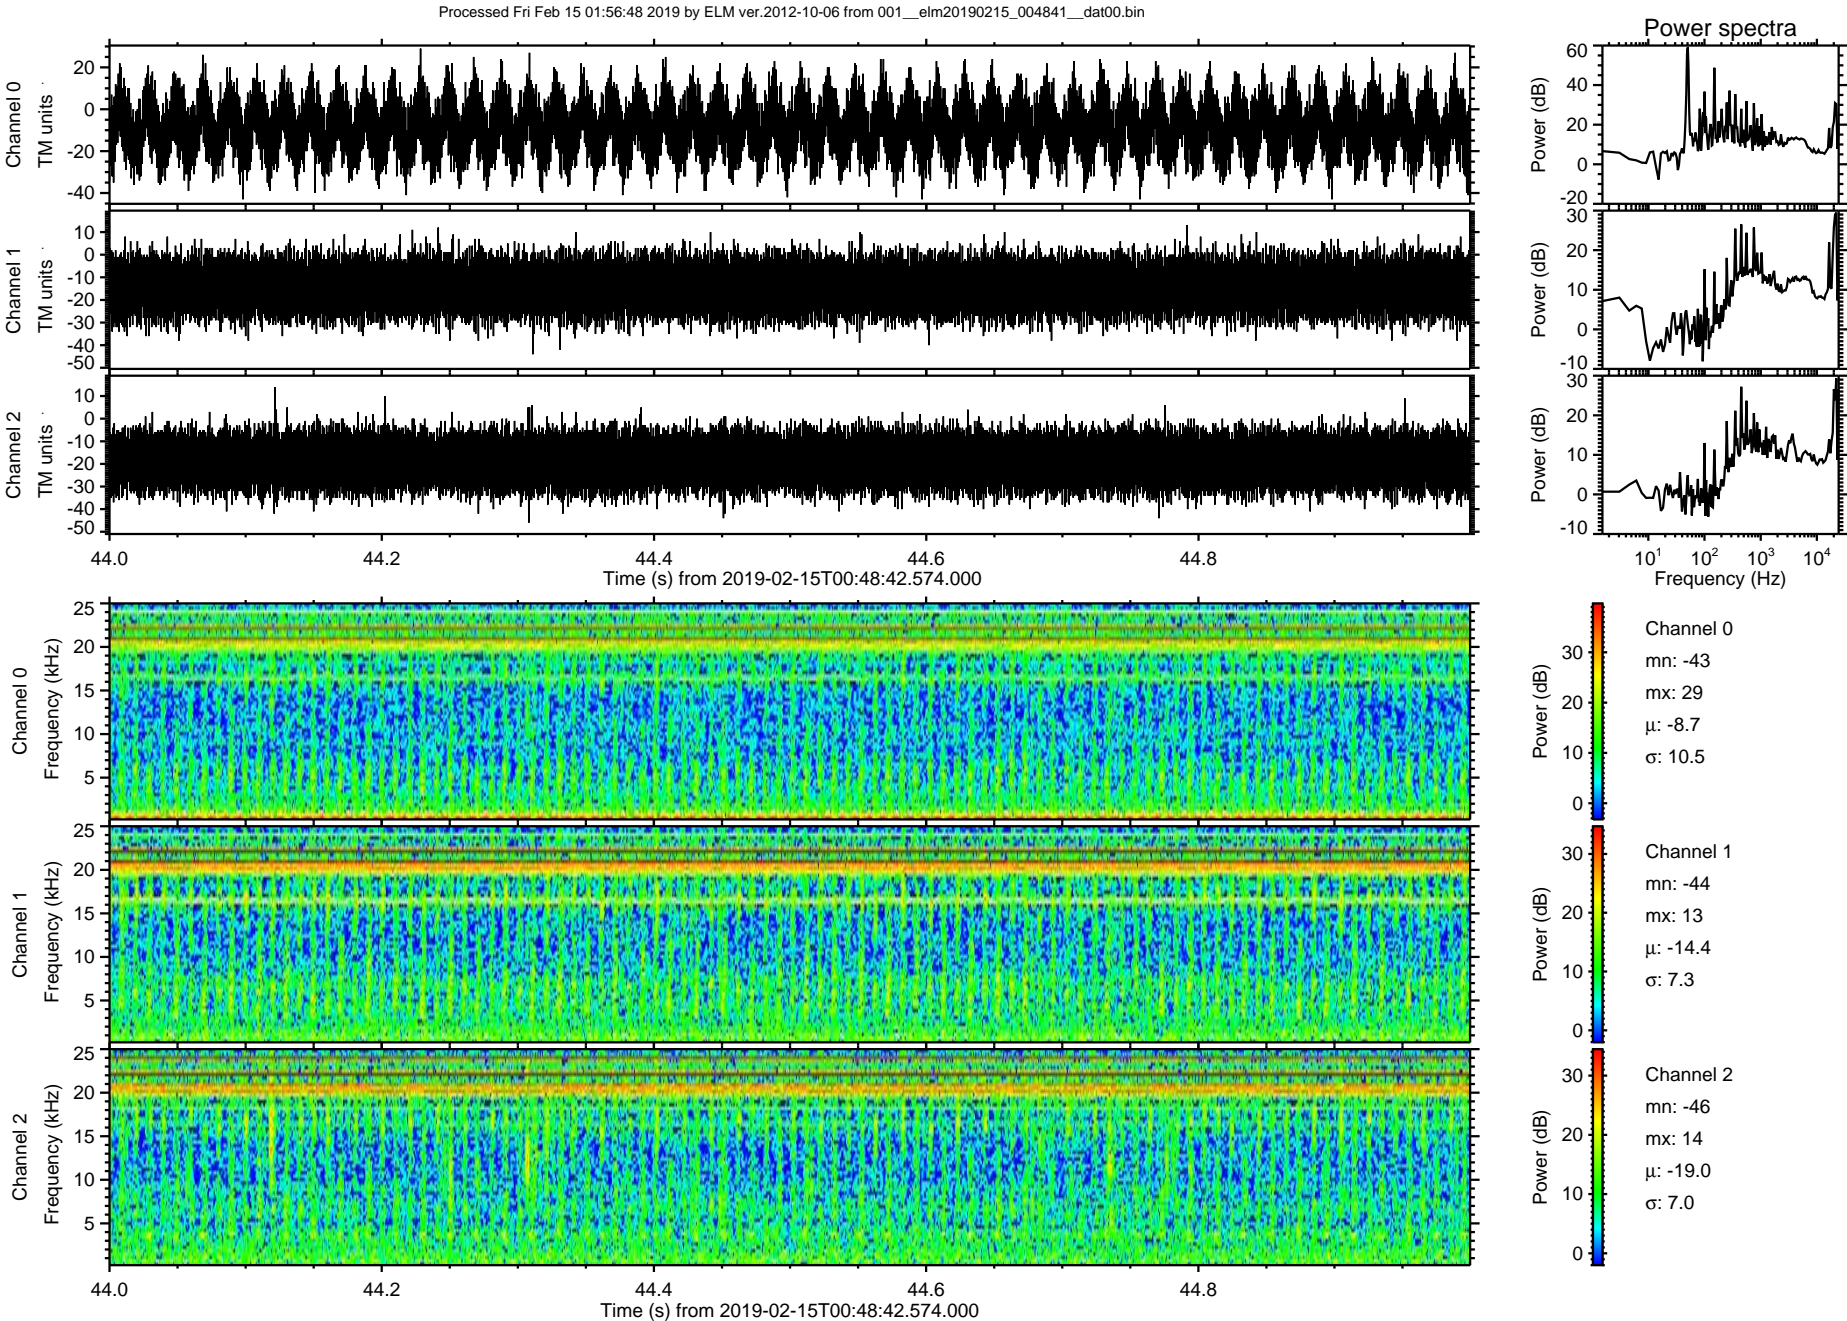 Processed Fri Feb 15 01:56:48 2019 by ELM ver.2012-10-06 from 001__elm20190215_004841__dat00.bin
Power spectra
Channel 0
TM units
20
0
-20
-40
Power (dB)
60
40
20
0
-20
Channel 1
TM units
10
0
-10
-20
-30
-40
-50
Power (dB)
30
20
10
0
-10
Channel 2
TM units
10
0
-10
-20
-30
-40
-50
Power (dB)
30
20
10
0
-10
44.0 44.2 44.4 44.6 44.8
Time (s) from 2019-02-15T00:48:42.574.000
10^1 10^2 10^3 10^4
Frequency (Hz)
Channel 0
Frequency (kHz)
25
20
15
10
5
Power (dB)
30
20
10
0
Channel 0
mn: -43
mx: 29
μ: -8.7
σ: 10.5
Channel 1
Frequency (kHz)
25
20
15
10
5
Power (dB)
30
20
10
0
Channel 1
mn: -44
mx: 13
μ: -14.4
σ: 7.3
Channel 2
Frequency (kHz)
25
20
15
10
5
Power (dB)
30
20
10
0
Channel 2
mn: -46
mx: 14
μ: -19.0
σ: 7.0
44.0 44.2 44.4 44.6 44.8
Time (s) from 2019-02-15T00:48:42.574.000